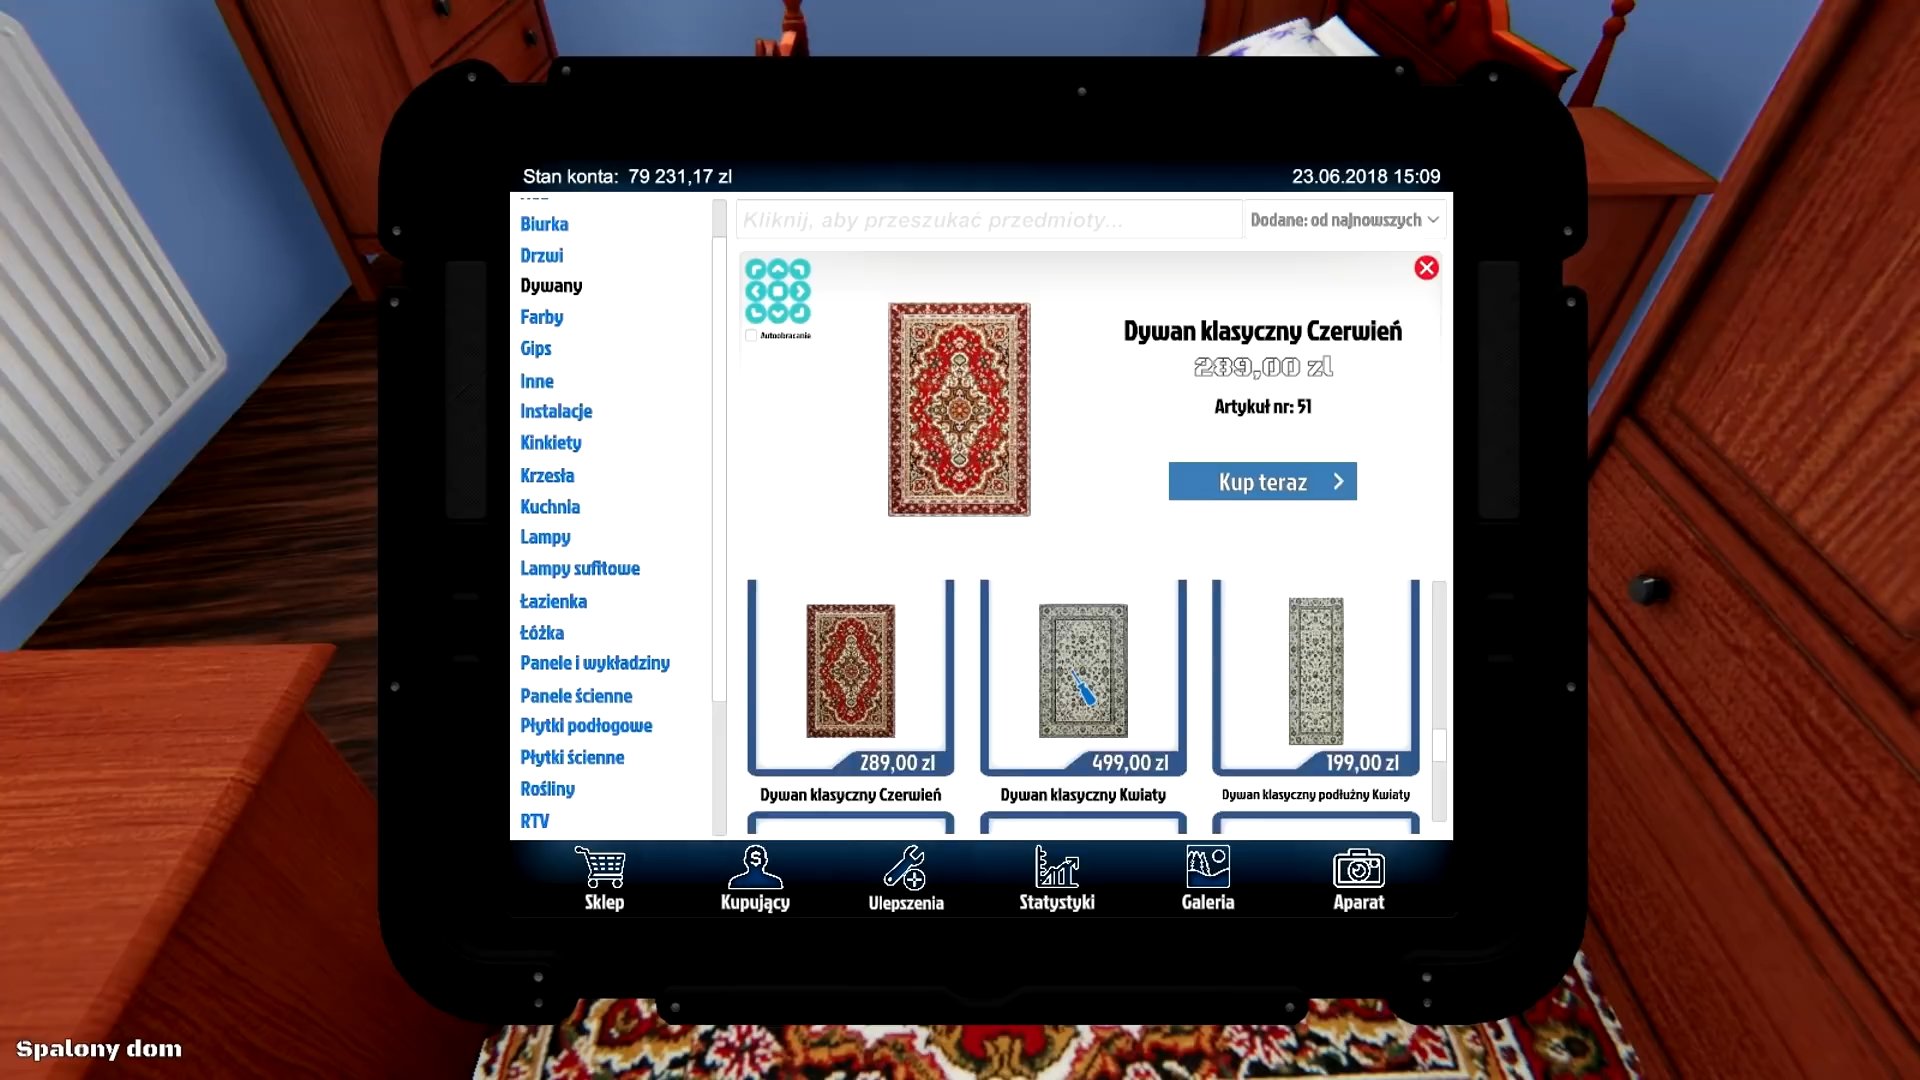 Stan konta: 79 231,17 zl
23.06.2018 15:09
Biurka
Drzwi
Dywany
Farby
Gips
Inne
Instalacje
Kinkiety
Krzesła
Kuchnia
Lampy
Lampy sufitowe
Łazienka
Łóżka
Panele i wykładziny
Panele ścienne
Płytki podłogowe
Płytki ścienne
Rośliny
RTV
Kliknij, aby przeszukać przedmioty...
Dodane: od najnowszych
Autoobracanie
Dywan klasyczny Czerwień
289,00 zl
Artykuł nr: 51
Kup teraz
289,00 zl
499,00 zl
199,00 zl
Dywan klasyczny Czerwień
Dywan klasyczny Kwiaty
Dywan klasyczny podłużny Kwiaty
Sklep
Kupujący
Ulepszenia
Statystyki
Galeria
Aparat
Spalony dom